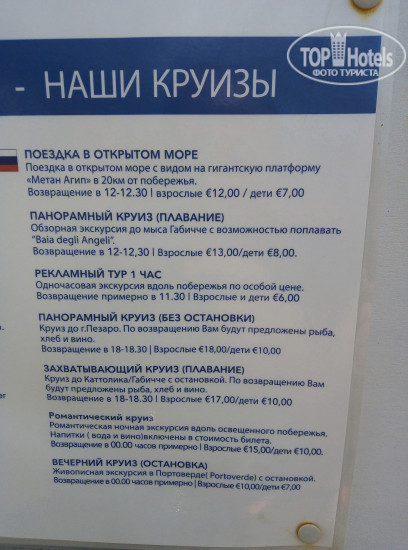 TOPHotels
ФОТО ТУРИСТА
- НАШИ КРУИЗЫ
ПОЕЗДКА В ОТКРЫТОМ МОРЕ
Поездка в открытом море с видом на гигантскую платформу
«Метан Агип» в 20км от побережья.
Возвращение в 12-12.30 | взрослые €12,00 / дети €7,00
ПАНОРАМНЫЙ КРУИЗ (ПЛАВАНИЕ)
Обзорная экскурсия до мыса Габичче с возможностью поплавать
"Baia degli Angeli".
Возвращение в 12-12,30 | Взрослые €13,00/дети €8,00.
РЕКЛАМНЫЙ ТУР 1 ЧАС
Одночасовая экскурсия вдоль побережья по особой цене.
Возвращение примерно в 11.30 | Взрослые и дети €6,00
ПАНОРАМНЫЙ КРУИЗ (БЕЗ ОСТАНОВКИ)
Круиз до г.Пезаро. По возвращению Вам будут предложены рыба,
хлеб и вино.
Возвращение в 18-18.30 | Взрослые €18,00/дети €10,00
ЗАХВАТЫВАЮЩИЙ КРУИЗ (ПЛАВАНИЕ)
Круиз до Каттолика/Габичче с остановкой. По возвращению Вам
будут предложены рыба, хлеб и вино.
Возвращение в 18-18.30 | Взрослые €17,00/дети €10,00
Романтический круиз
Романтическая ночная экскурсия вдоль освещенного побережья.
Напитки ( вода и вино)включены в стоимость билета.
Возвращение в 00.00 часов примерно | Взрослые €15,00/дети €10,00.
ВЕЧЕРНИЙ КРУИЗ (ОСТАНОВКА)
Живописная экскурсия в Портоверде( Portoverde) с остановкой.
Возвращение в 00.00 часов примерно | Взрослые €10,00/дети €7,00